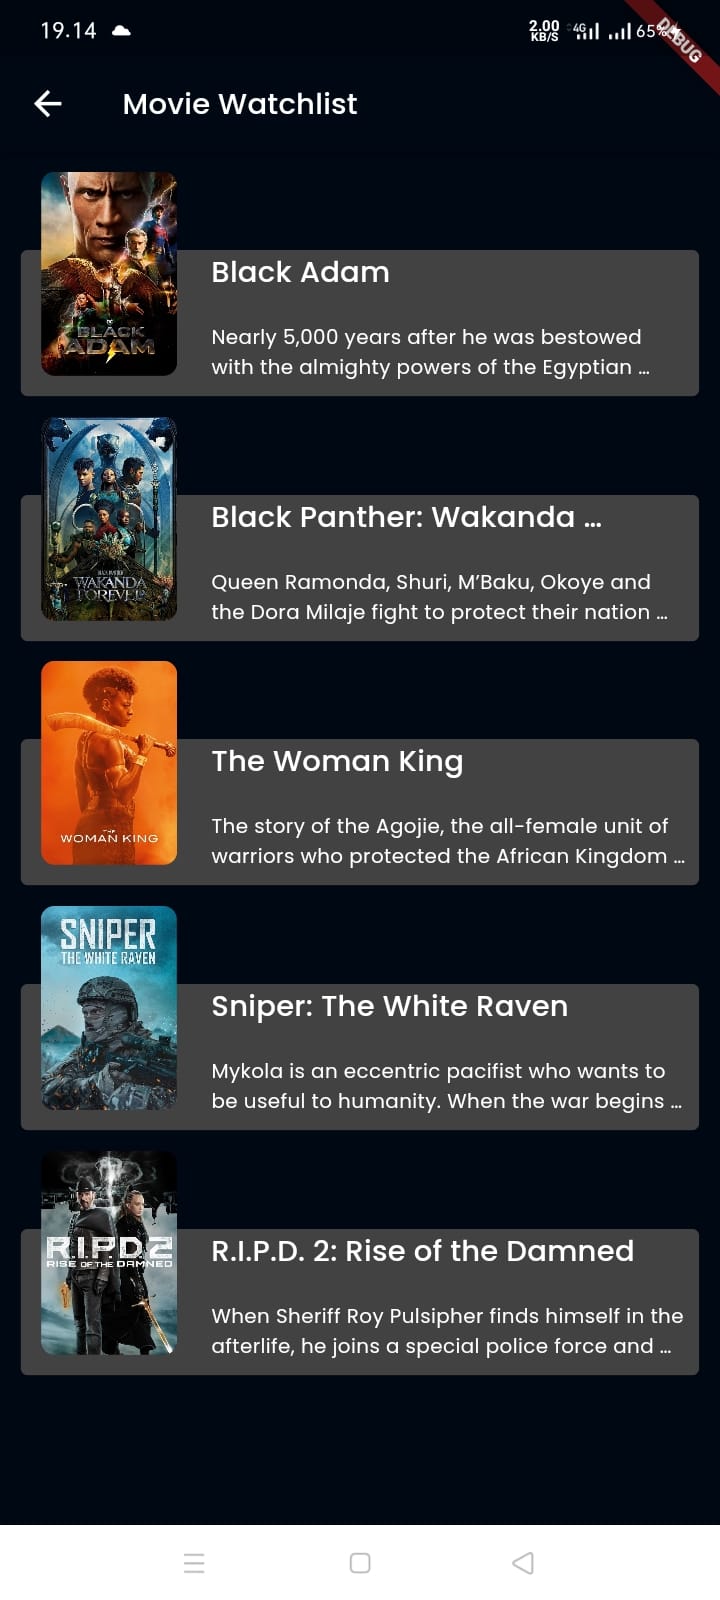 19.14
2.00
KB/S
4G
65%
DEBUG
Movie Watchlist
BLACK
ADAM
Black Adam
Nearly 5,000 years after he was bestowed
with the almighty powers of the Egyptian …
WAKANDA
FOREVER
Black Panther: Wakanda …
Queen Ramonda, Shuri, M’Baku, Okoye and
the Dora Milaje fight to protect their nation …
THE
WOMAN KING
The Woman King
The story of the Agojie, the all-female unit of
warriors who protected the African Kingdom …
SNIPER
THE WHITE RAVEN
Sniper: The White Raven
Mykola is an eccentric pacifist who wants to
be useful to humanity. When the war begins …
R.I.P.D.2
RISE OF THE DAMNED
R.I.P.D. 2: Rise of the Damned
When Sheriff Roy Pulsipher finds himself in the
afterlife, he joins a special police force and …